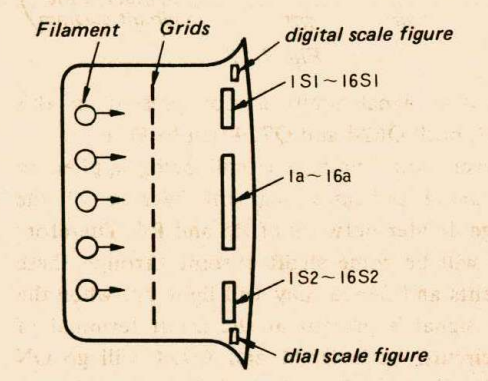 Filament
Grids
digital scale figure
1S1~16S1
1a~16a
1S2~16S2
dial scale figure